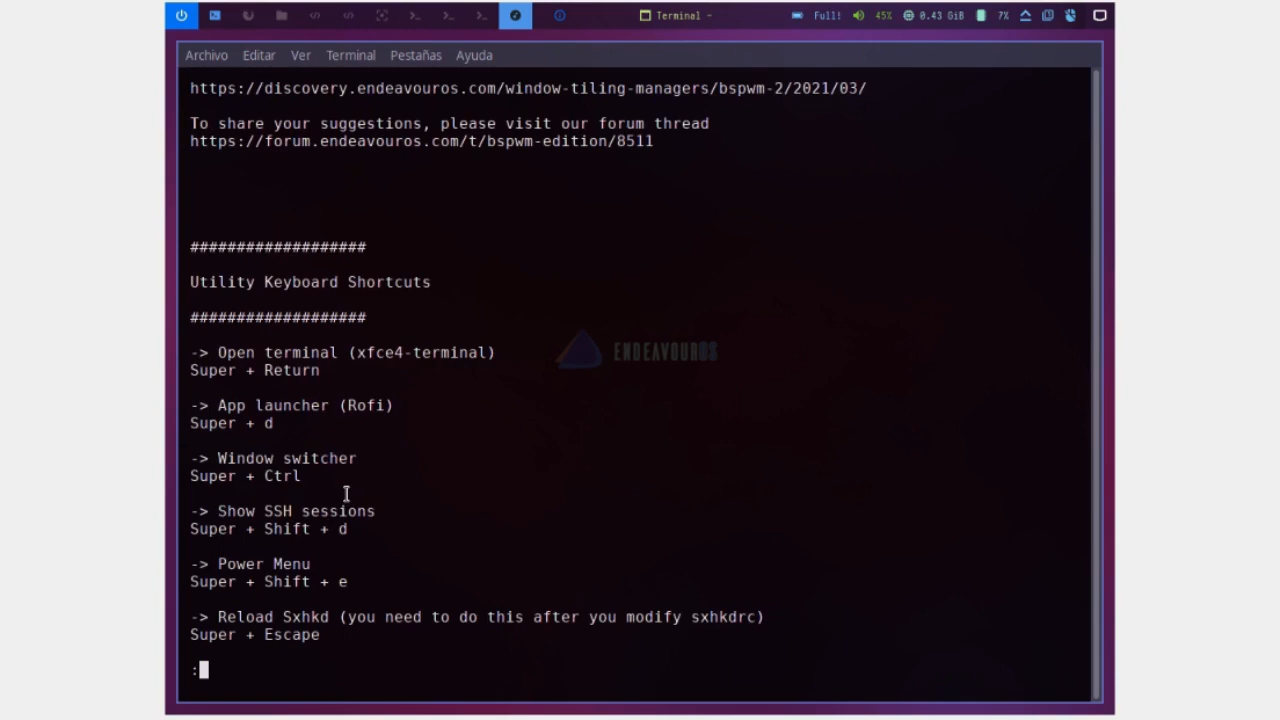 Terminal - Full! 45% 0.43 GiB 7%
Archivo Editar Ver Terminal Pestañas Ayuda
https://discovery.endeavouros.com/window-tiling-managers/bspwm-2/2021/03/
To share your suggestions, please visit our forum thread
https://forum.endeavouros.com/t/bspwm-edition/8511
###################
Utility Keyboard Shortcuts
###################
-> Open terminal (xfce4-terminal)
Super + Return
-> App launcher (Rofi)
Super + d
-> Window switcher
Super + Ctrl
-> Show SSH sessions
Super + Shift + d
-> Power Menu
Super + Shift + e
-> Reload Sxhkd (you need to do this after you modify sxhkdrc)
Super + Escape
:
ENDEAVOUROS